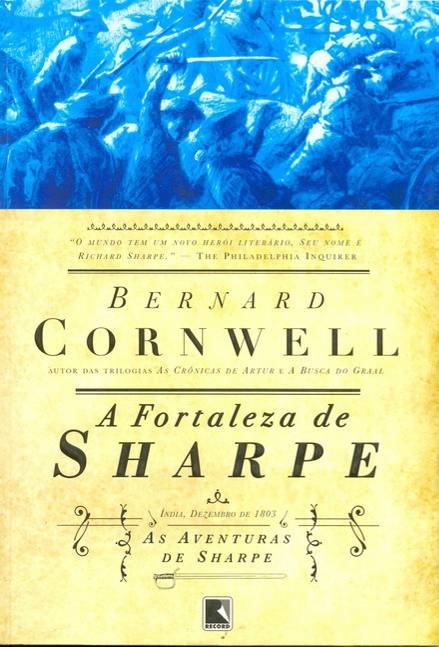 "O MUNDO TEM UM NOVO HERÓI LITERÁRIO, SEU NOME É
RICHARD SHARPE." — THE PHILADELPHIA INQUIRER
BERNARD
CORNWELL
AUTOR DAS TRILOGIAS AS CRÔNICAS DE ARTUR E A BUSCA DO GRAAL
A FORTALEZA DE
SHARPE
ÍNDIA, DEZEMBRO DE 1803
AS AVENTURAS
DE SHARPE
R
RECORD